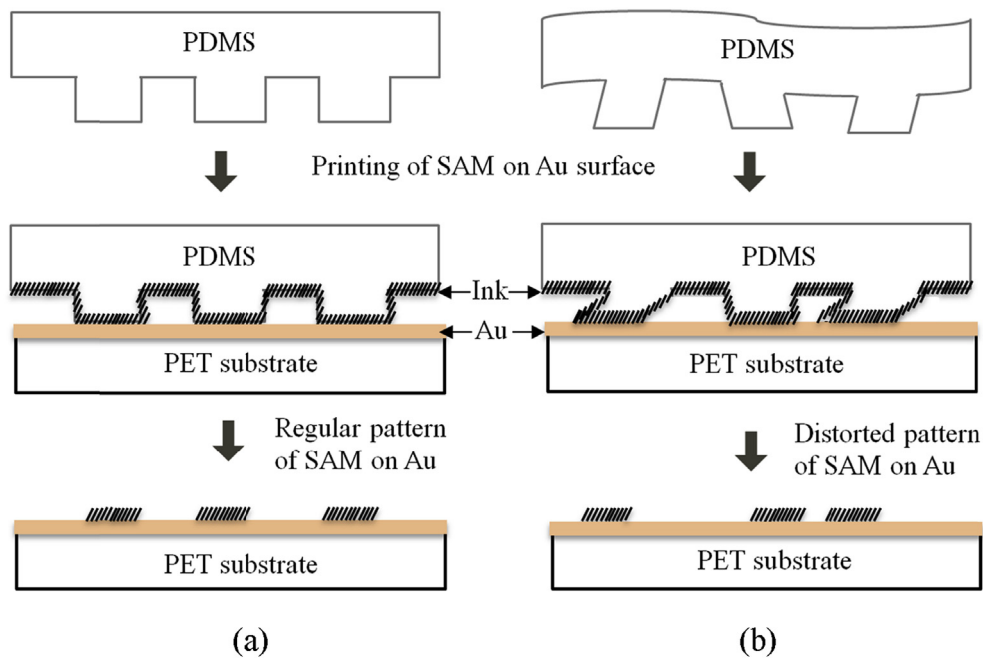 PDMS
PDMS
Printing of SAM on Au surface
PDMS
PDMS
Ink
Au
PET substrate
PET substrate
Regular pattern
of SAM on Au
Distorted pattern
of SAM on Au
PET substrate
PET substrate
(a)
(b)